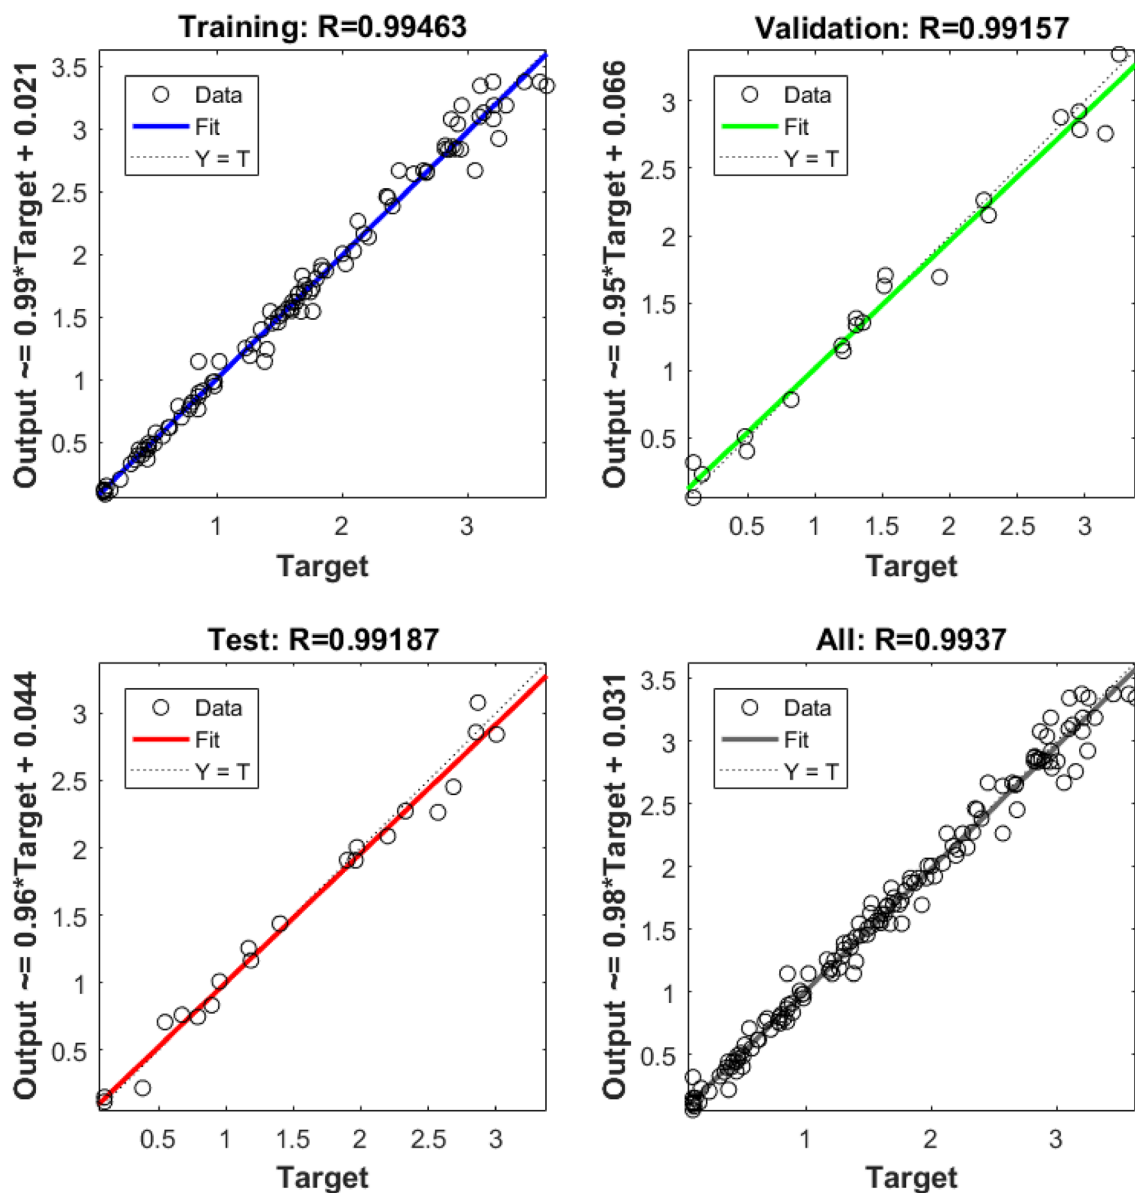 Training: R=0.99463
Output ~= 0.99*Target + 0.021
3.5
3
2.5
2
1.5
1
0.5
Data
Fit
Y = T
1
2
3
Target
Validation: R=0.99157
Output ~= 0.95*Target + 0.066
3
2.5
2
1.5
1
0.5
Data
Fit
Y = T
0.5
1
1.5
2
2.5
3
Target
Test: R=0.99187
Output ~= 0.96*Target + 0.044
3
2.5
2
1.5
1
0.5
Data
Fit
Y = T
0.5
1
1.5
2
2.5
3
Target
All: R=0.9937
Output ~= 0.98*Target + 0.031
3.5
3
2.5
2
1.5
1
0.5
Data
Fit
Y = T
1
2
3
Target